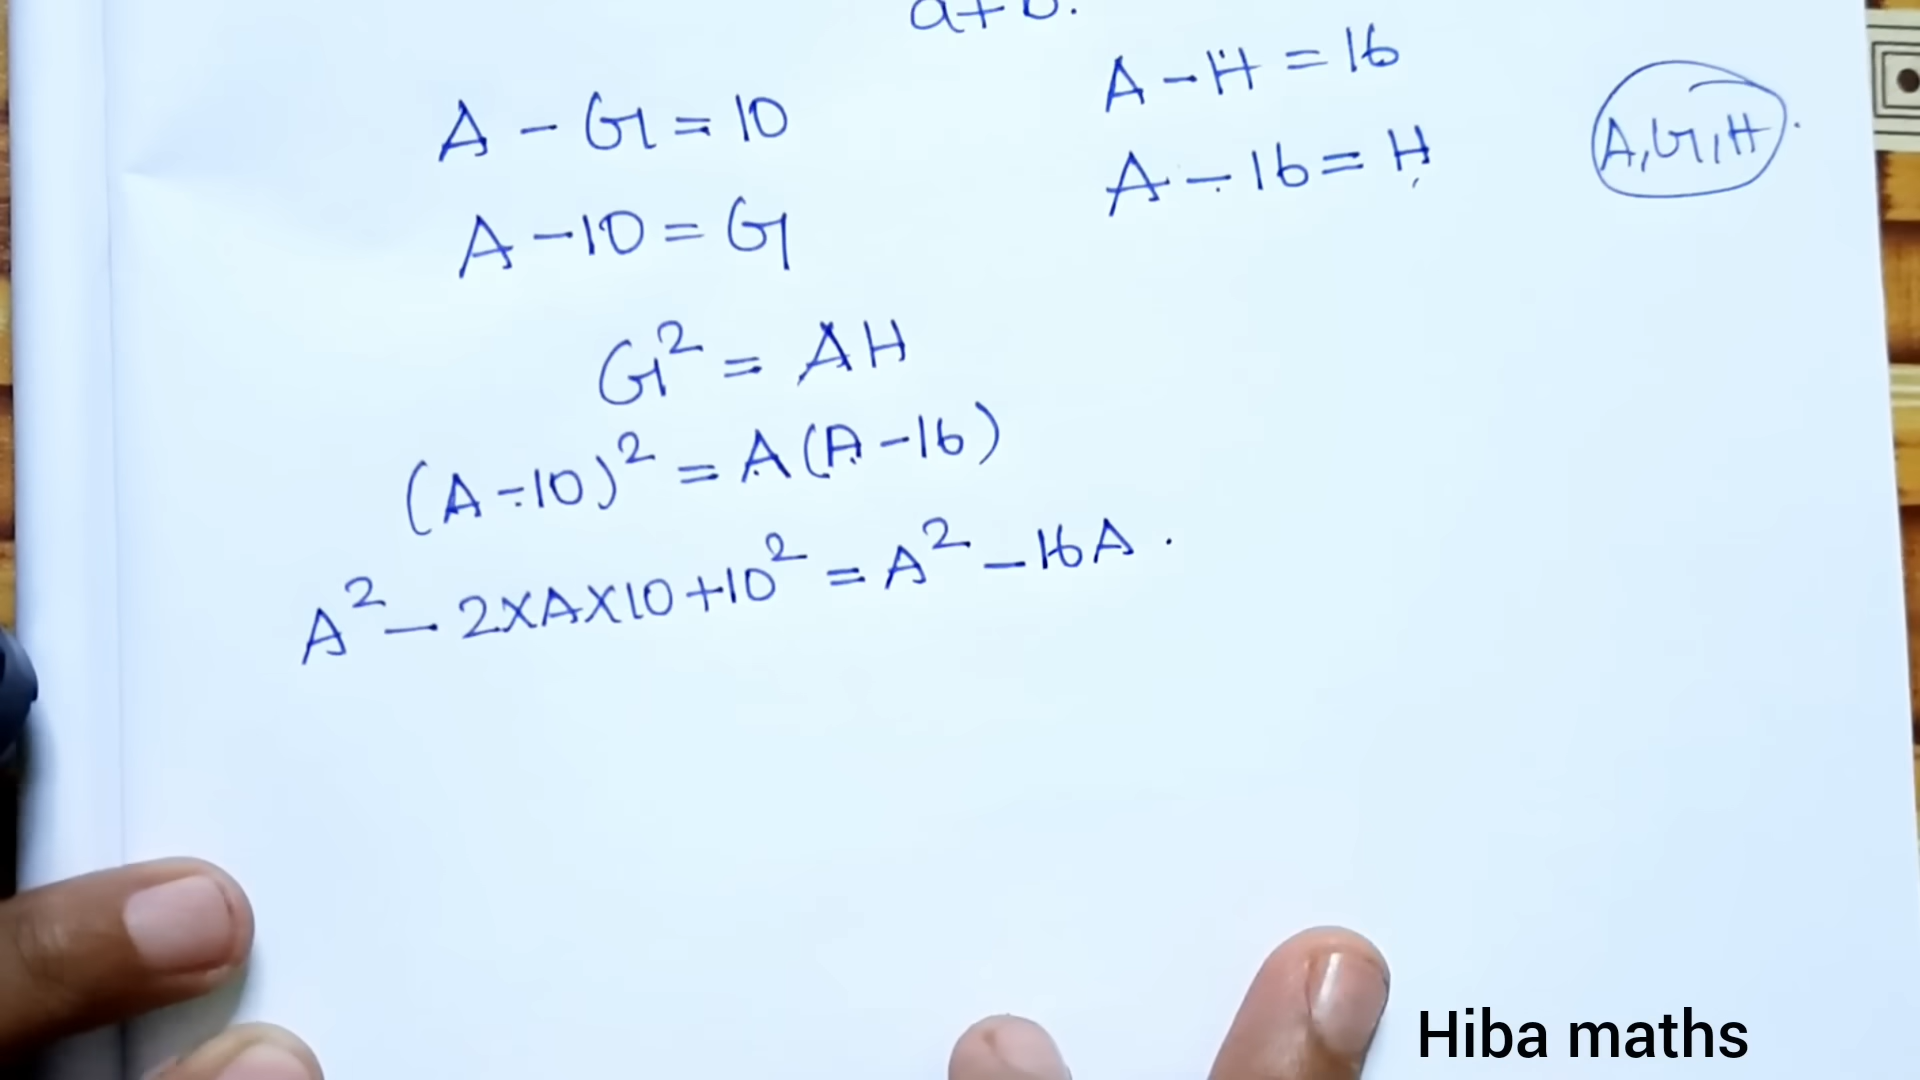 a+b.
A - G = 10
A - H = 16
A - 10 = G
A - 16 = H
A, G, H.
G² = AH
(A - 10)² = A(A - 16)
A² - 2×A×10+10² = A² - 16A.
Hiba maths